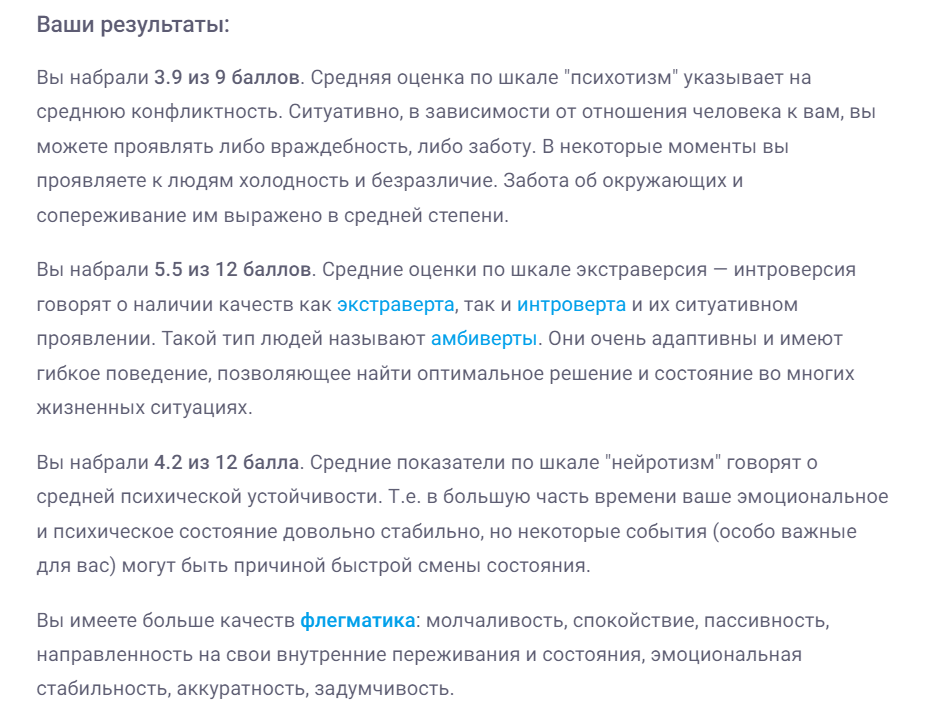 Ваши результаты:
Вы набрали 3.9 из 9 баллов. Средняя оценка по шкале "психотизм" указывает на
среднюю конфликтность. Ситуативно, в зависимости от отношения человека к вам, вы
можете проявлять либо враждебность, либо заботу. В некоторые моменты вы
проявляете к людям холодность и безразличие. Забота об окружающих и
сопереживание им выражено в средней степени.
Вы набрали 5.5 из 12 баллов. Средние оценки по шкале экстраверсия — интроверсия
говорят о наличии качеств как экстраверта, так и интроверта и их ситуативном
проявлении. Такой тип людей называют амбиверты. Они очень адаптивны и имеют
гибкое поведение, позволяющее найти оптимальное решение и состояние во многих
жизненных ситуациях.
Вы набрали 4.2 из 12 балла. Средние показатели по шкале "нейротизм" говорят о
средней психической устойчивости. Т.е. в большую часть времени ваше эмоциональное
и психическое состояние довольно стабильно, но некоторые события (особо важные
для вас) могут быть причиной быстрой смены состояния.
Вы имеете больше качеств флегматика: молчаливость, спокойствие, пассивность,
направленность на свои внутренние переживания и состояния, эмоциональная
стабильность, аккуратность, задумчивость.